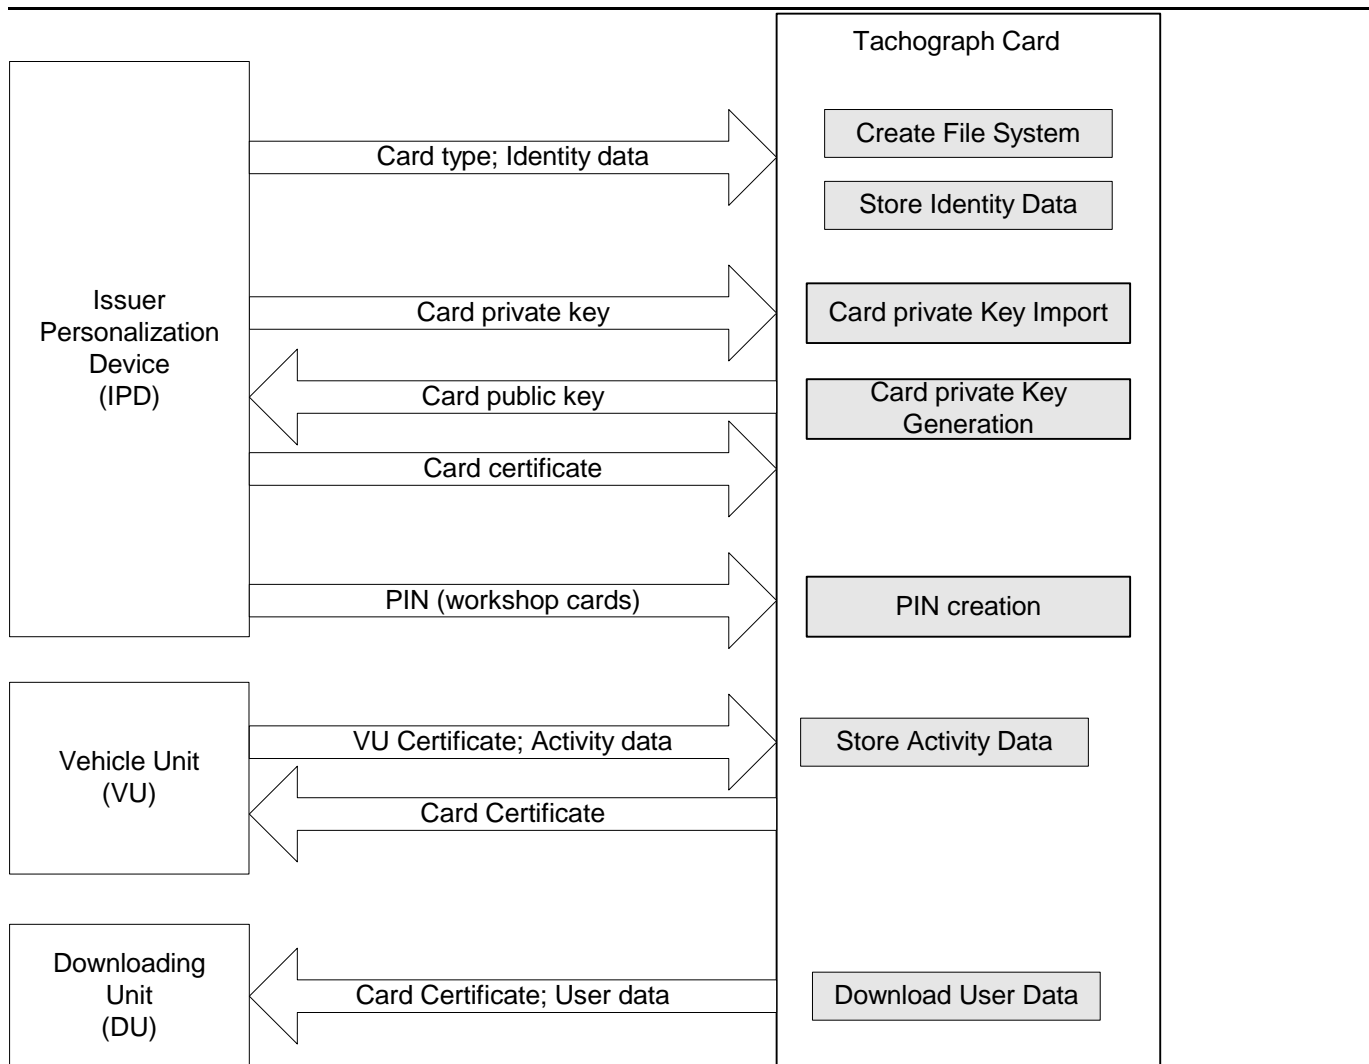 Tachograph Card
Create File System
Card type; Identity data
Store Identity Data
Issuer
Personalization
Device
(IPD)
Card private key
Card private Key Import
Card public key
Card private Key
Generation
Card certificate
PIN (workshop cards)
PIN creation
Vehicle Unit
(VU)
VU Certificate; Activity data
Store Activity Data
Card Certificate
Downloading
Unit
(DU)
Card Certificate; User data
Download User Data